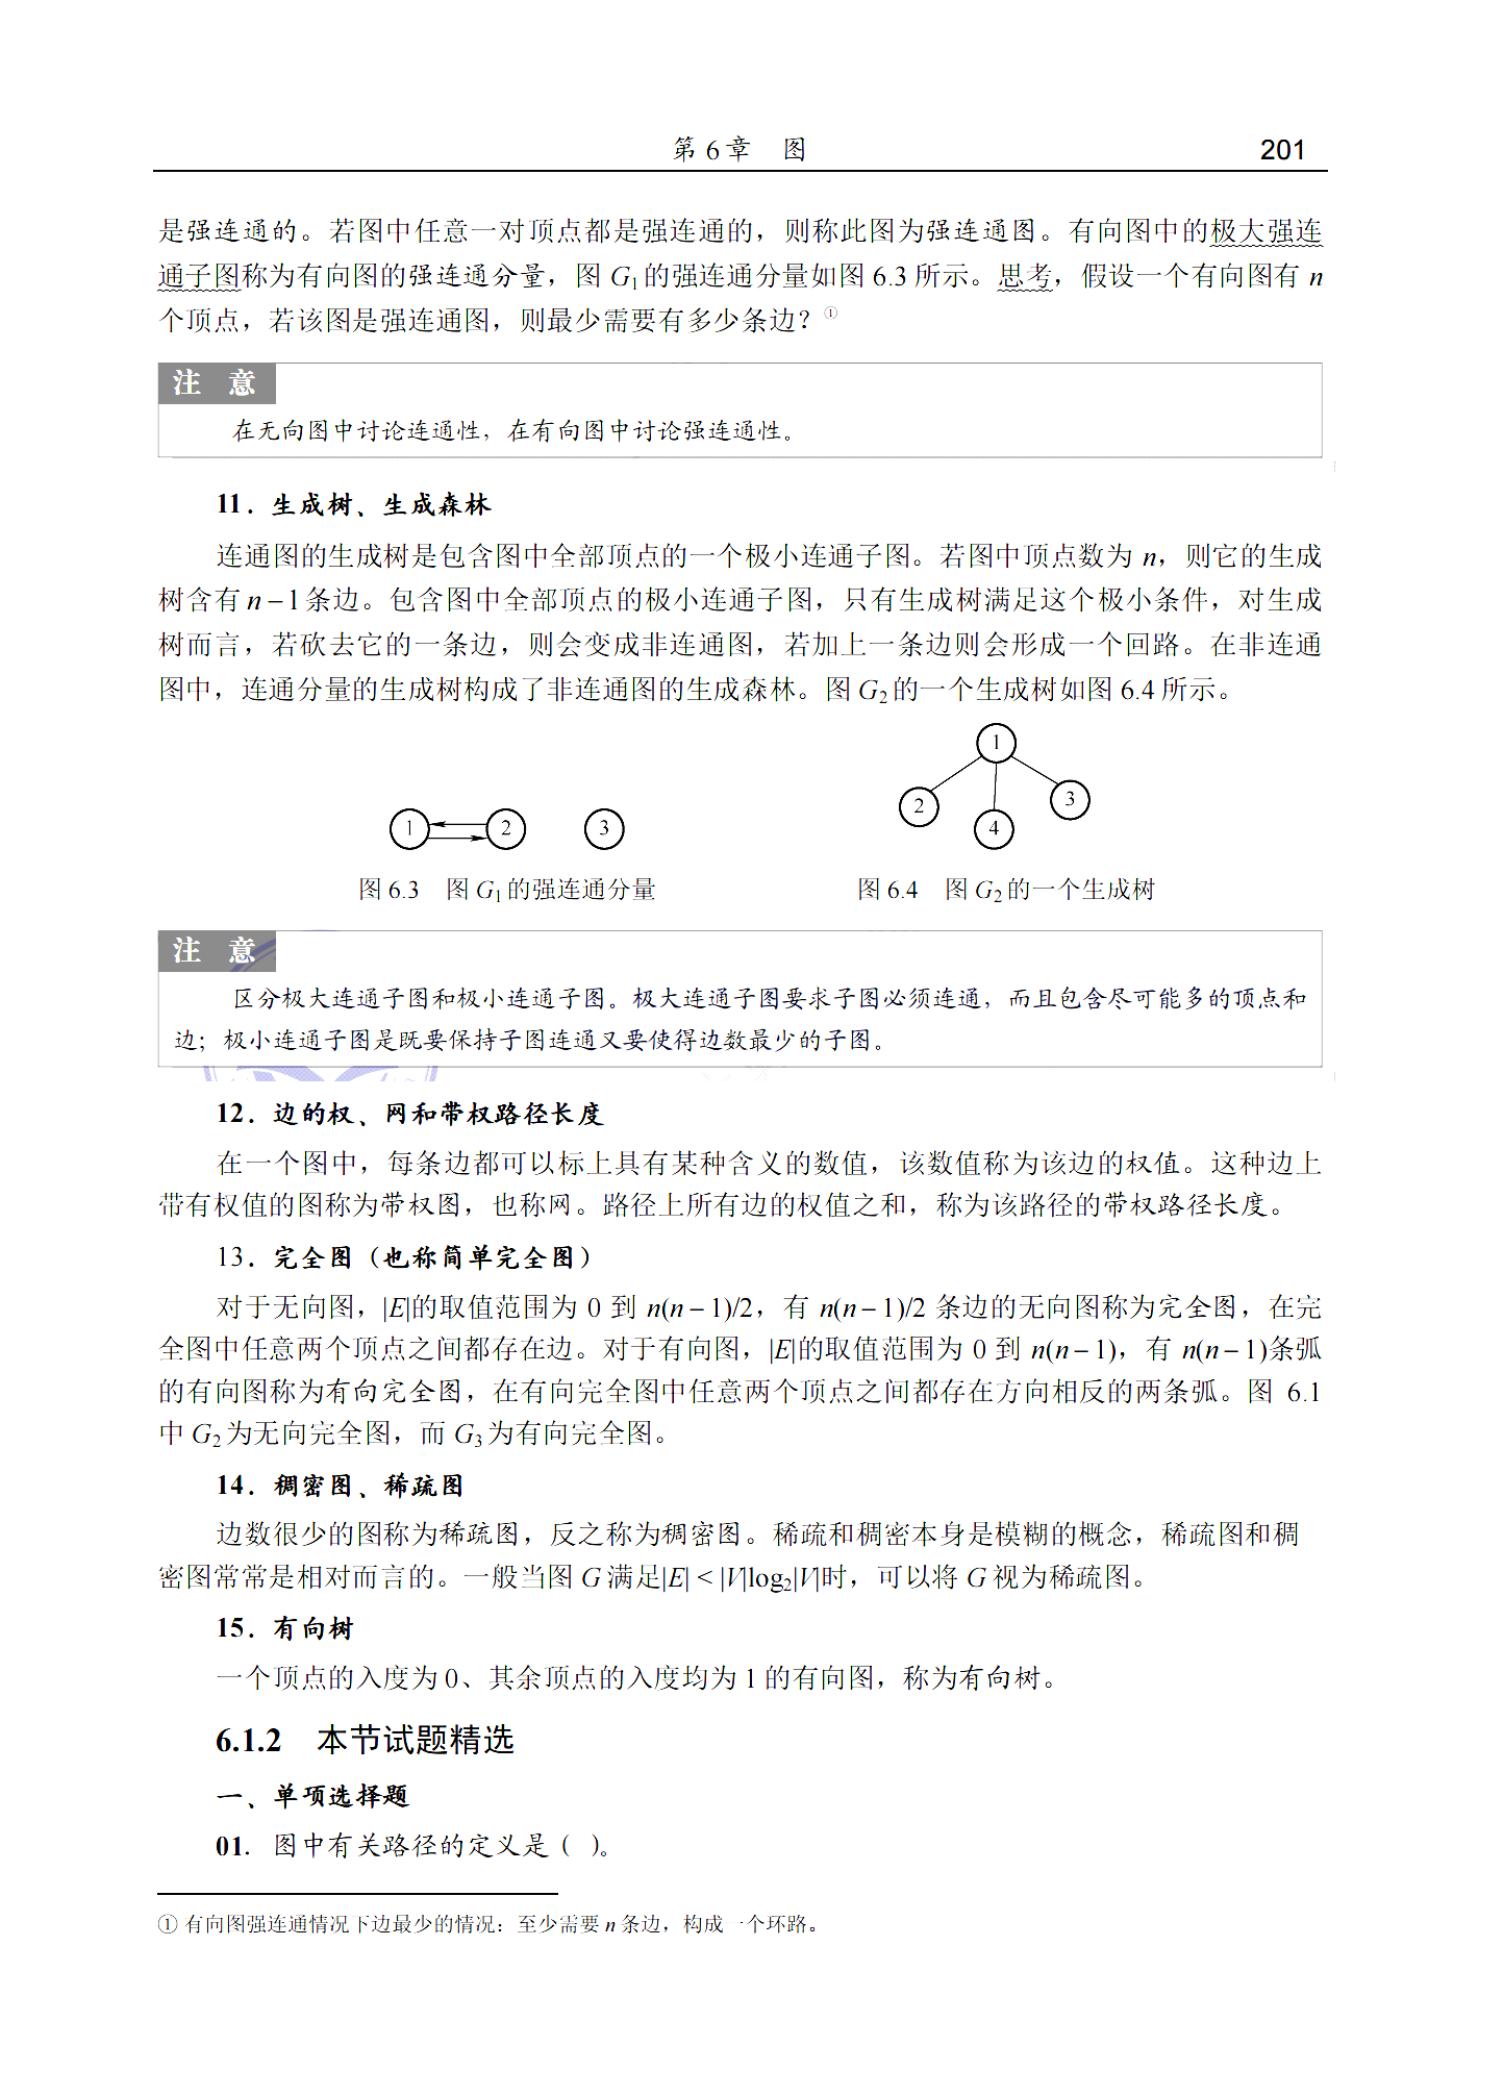 第 6 章 图 201
是强连通的。若图中任意一对顶点都是强连通的，则称此图为强连通图。有向图中的极大强连
通子图称为有向图的强连通分量，图 G₁的强连通分量如图 6.3 所示。思考，假设一个有向图有 n
个顶点，若该图是强连通图，则最少需要有多少条边？①
注 意
在无向图中讨论连通性，在有向图中讨论强连通性。
11．生成树、生成森林
连通图的生成树是包含图中全部顶点的一个极小连通子图。若图中顶点数为 n，则它的生成
树含有 n – 1 条边。包含图中全部顶点的极小连通子图，只有生成树满足这个极小条件，对生成
树而言，若砍去它的一条边，则会变成非连通图，若加上一条边则会形成一个回路。在非连通
图中，连通分量的生成树构成了非连通图的生成森林。图 G₂的一个生成树如图 6.4 所示。
1 2 3
1
2 4 3
图 6.3 图 G₁的强连通分量
图 6.4 图 G₂的一个生成树
注 意
区分极大连通子图和极小连通子图。极大连通子图要求子图必须连通，而且包含尽可能多的顶点和
边；极小连通子图是既要保持子图连通又要使得边数最少的子图。
12．边的权、网和带权路径长度
在一个图中，每条边都可以标上具有某种含义的数值，该数值称为该边的权值。这种边上
带有权值的图称为带权图，也称网。路径上所有边的权值之和，称为该路径的带权路径长度。
13．完全图（也称简单完全图）
对于无向图，|E|的取值范围为 0 到 n(n – 1)/2，有 n(n – 1)/2 条边的无向图称为完全图，在完
全图中任意两个顶点之间都存在边。对于有向图，|E|的取值范围为 0 到 n(n – 1)，有 n(n – 1)条弧
的有向图称为有向完全图，在有向完全图中任意两个顶点之间都存在方向相反的两条弧。图 6.1
中 G₂为无向完全图，而 G₃为有向完全图。
14．稠密图、稀疏图
边数很少的图称为稀疏图，反之称为稠密图。稀疏和稠密本身是模糊的概念，稀疏图和稠
密图常常是相对而言的。一般当图 G 满足|E| < |V|log₂|V|时，可以将 G 视为稀疏图。
15．有向树
一个顶点的入度为 0、其余顶点的入度均为 1 的有向图，称为有向树。
6.1.2 本节试题精选
一、单项选择题
01. 图中有关路径的定义是（ ）。
① 有向图强连通情况下边最少的情况：至少需要 n 条边，构成一个环路。